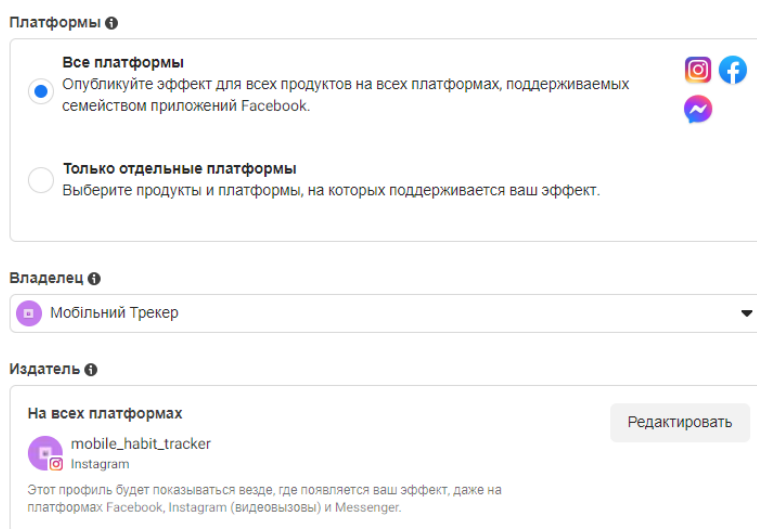 Платформы
Все платформы
Опубликуйте эффект для всех продуктов на всех платформах, поддерживаемых
семейством приложений Facebook.
Только отдельные платформы
Выберите продукты и платформы, на которых поддерживается ваш эффект.
Владелец
Мобільний Трекер
Издатель
На всех платформах
Редактировать
mobile_habit_tracker
Instagram
Этот профиль будет показываться везде, где появляется ваш эффект, даже на
платформах Facebook, Instagram (видеовызовы) и Messenger.